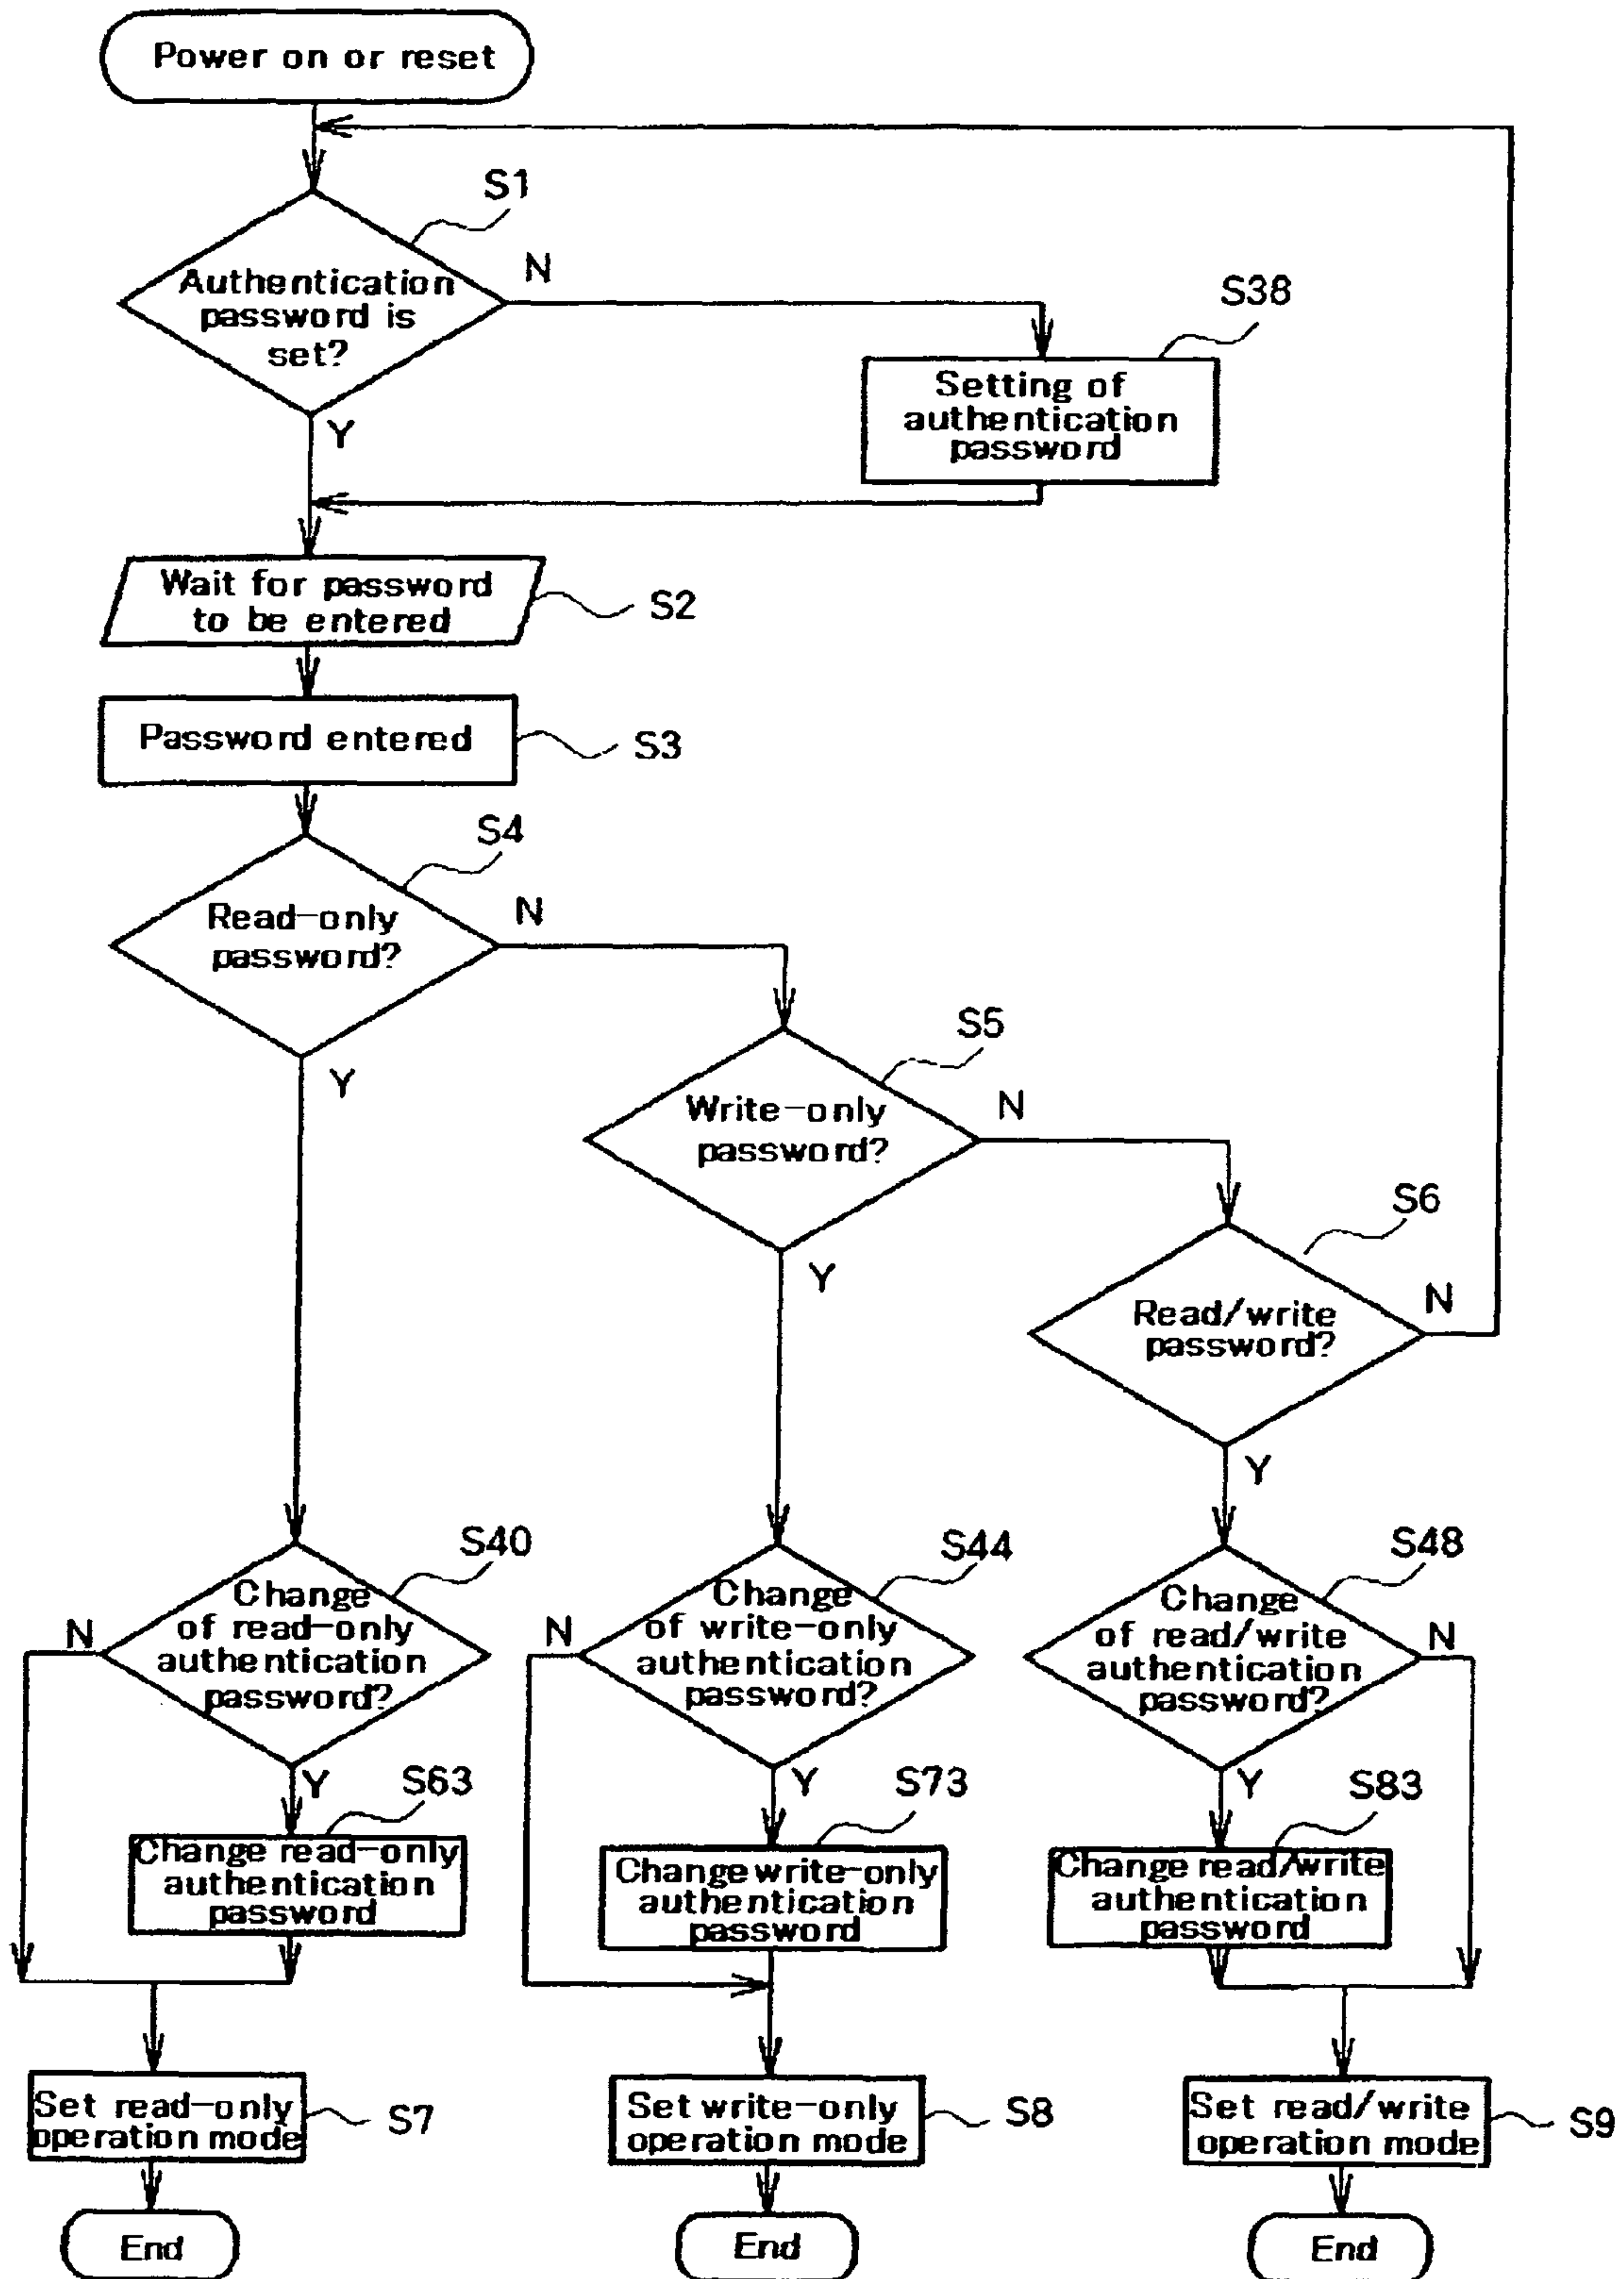 Power on or reset
S1
Authentication
password is
set?
N
Y
S38
Setting of
authentication
password
Wait for password
to be entered
S2
Password entered
S3
S4
Read-only
password?
N
Y
S5
Write-only
password?
N
Y
S6
Read/write
password?
N
Y
S40
Change
of read-only
authentication
password?
N
Y
S44
Change
of write-only
authentication
password?
N
Y
S48
Change
of read/write
authentication
password?
N
Y
S63
Change read-only
authentication
password
S73
Change write-only
authentication
password
S83
Change read/write
authentication
password
Set read-only
operation mode
S7
Set write-only
operation mode
S8
Set read/write
operation mode
S9
End
End
End